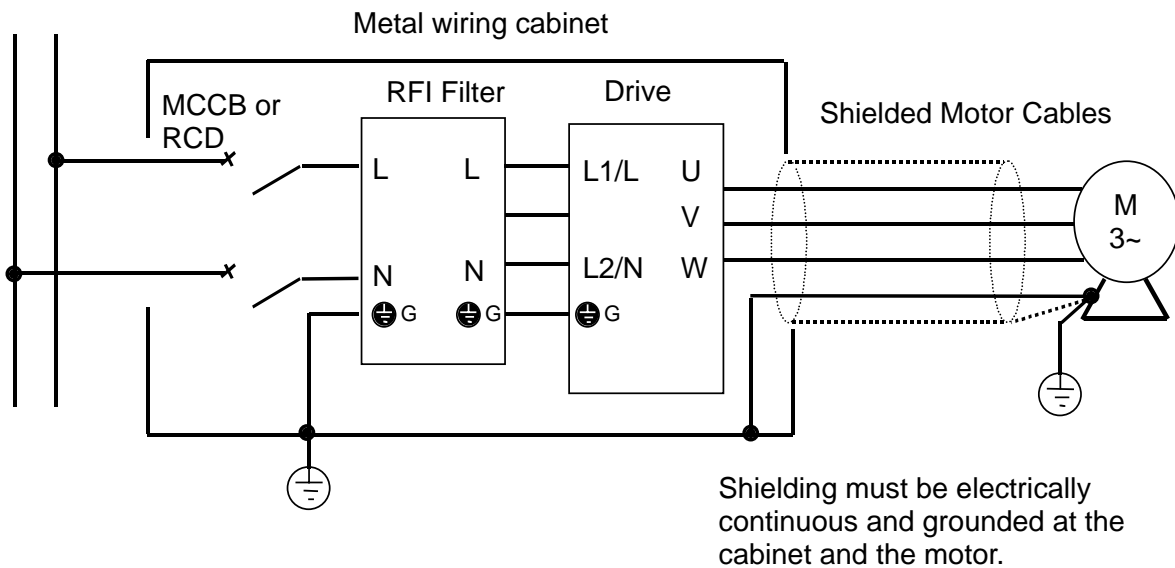 Metal wiring cabinet
MCCB or
RCD
RFI Filter
Drive
Shielded Motor Cables
L L
L1/L U
V
M
3~
N N
L2/N W
G G
G
Shielding must be electrically
continuous and grounded at the
cabinet and the motor.